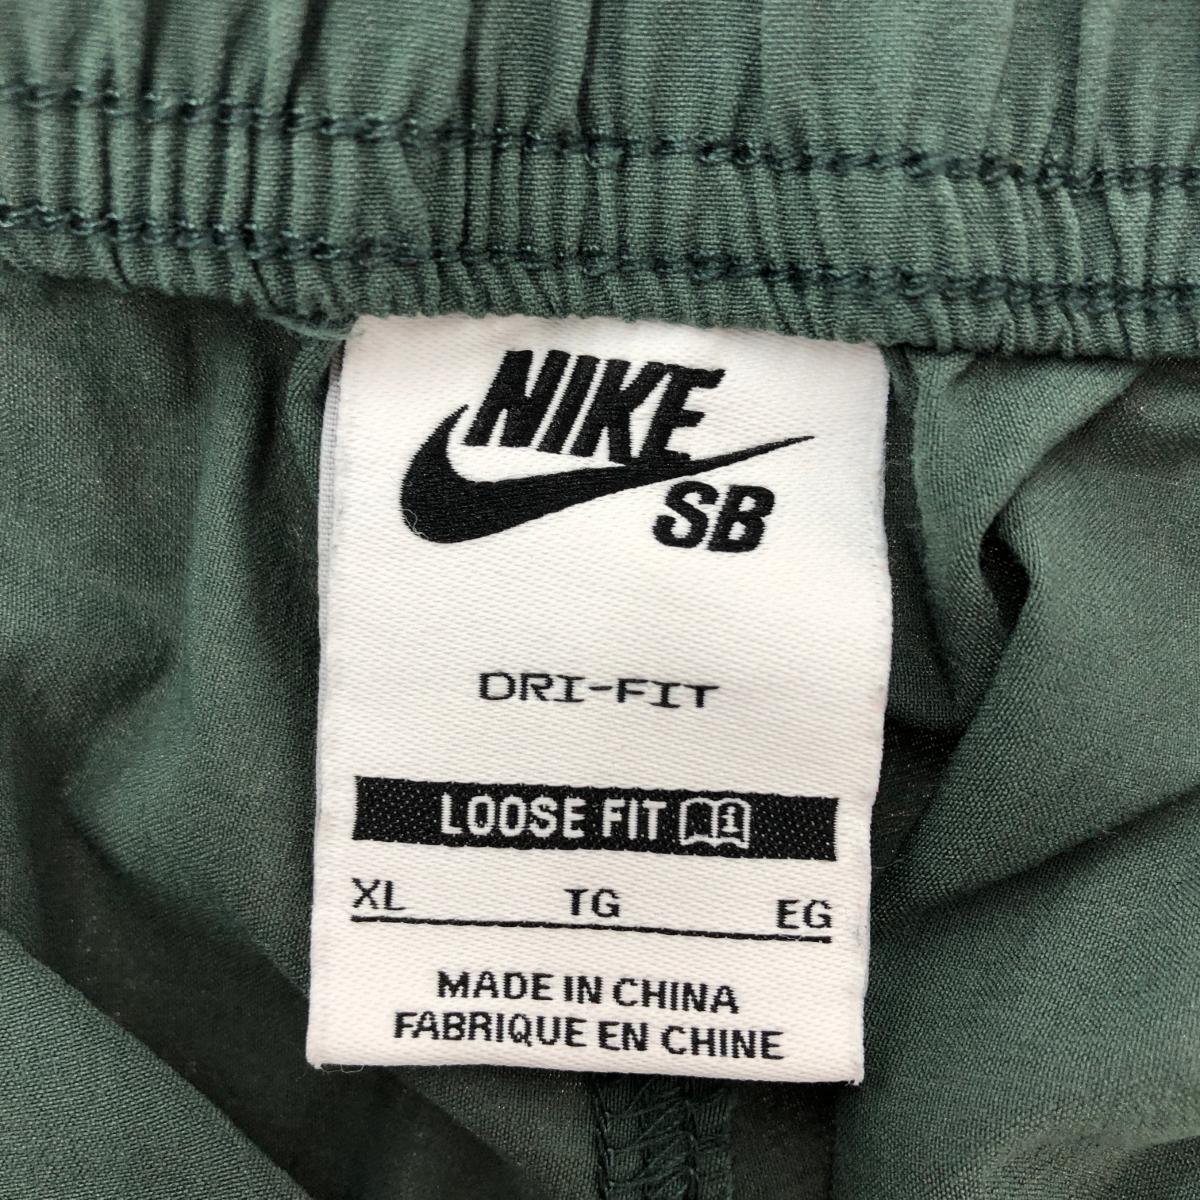 NIKE
SB
DRI-FIT
LOOSE FIT
XL TG EG
MADE IN CHINA
FABRIQUE EN CHINE